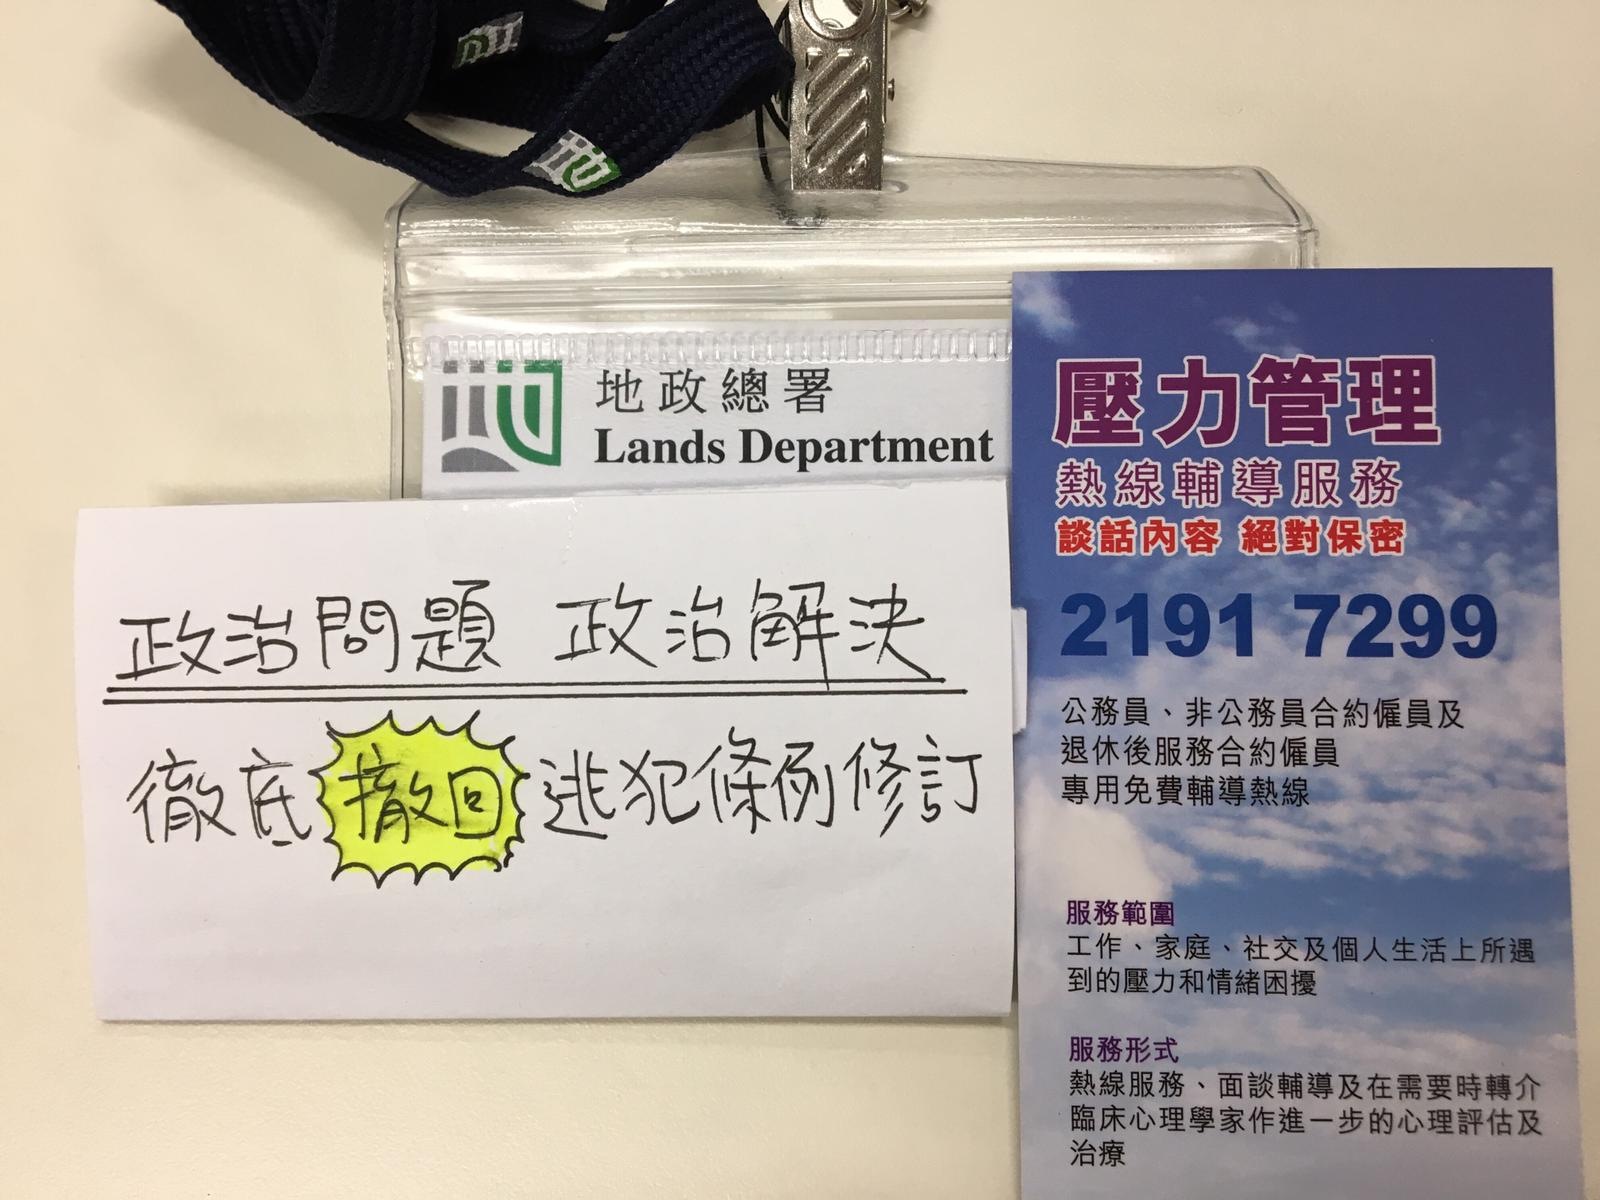 地政總署
Lands Department
政治問題 政治解決
徹底撤回逃犯條例修訂
壓力管理
熱線輔導服務
談話內容 絕對保密
2191 7299
公務員、非公務員合約僱員及
退休後服務合約僱員
專用免費輔導熱線
服務範圍
工作、家庭、社交及個人生活上所遇
到的壓力和情緒困擾
服務形式
熱線服務、面談輔導及在需要時轉介
臨床心理學家作進一步的心理評估及
治療